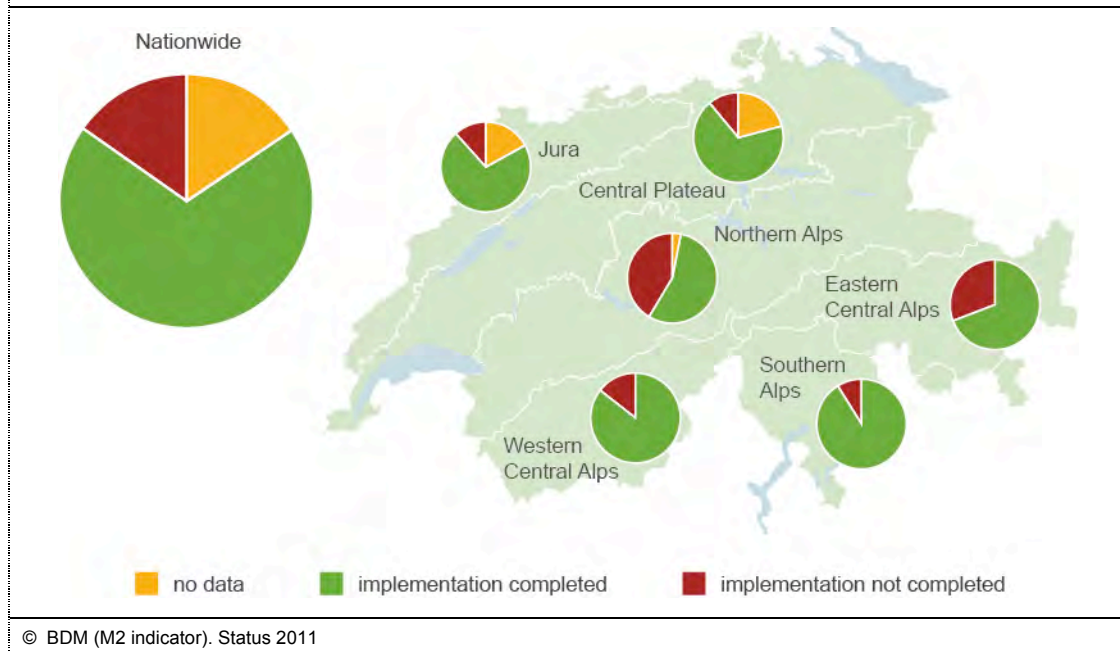 Nationwide
Jura
Central Plateau
Northern Alps
Eastern
Central Alps
Southern
Alps
Western
Central Alps
no data
implementation completed
implementation not completed
© BDM (M2 indicator). Status 2011